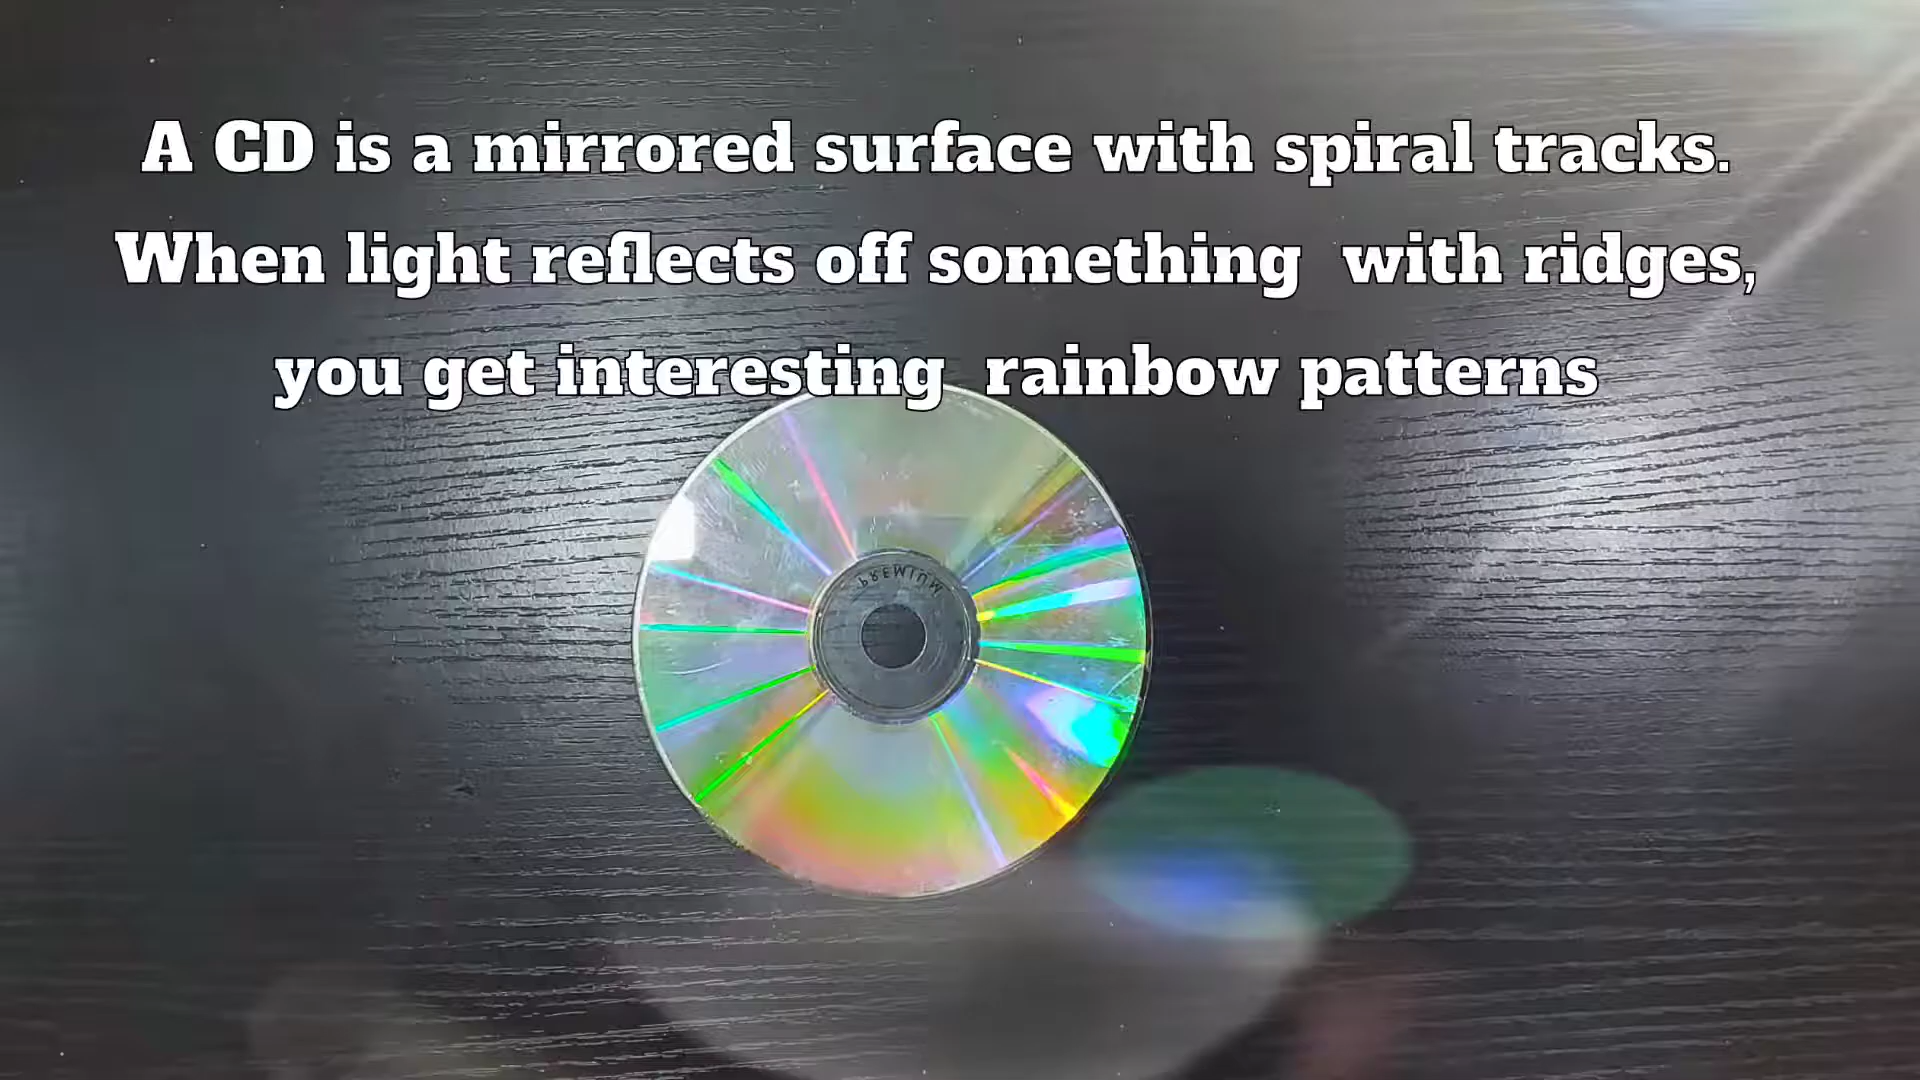 A CD is a mirrored surface with spiral tracks.
When light reflects off something with ridges,
you get interesting rainbow patterns
PREMIUM